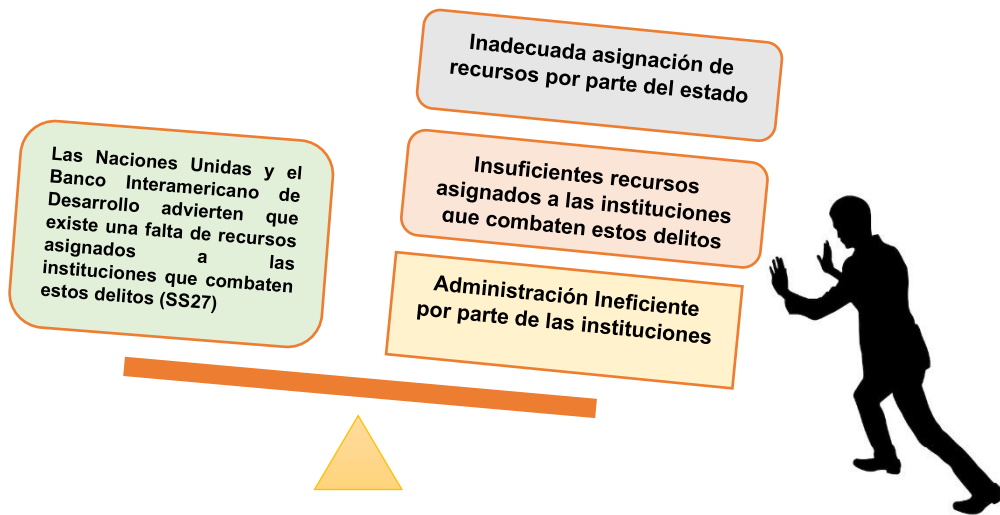 Las Naciones Unidas y el
Banco Interamericano de
Desarrollo advierten que
existe una falta de recursos
asignados a las
instituciones que combaten
estos delitos (SS27)
Inadecuada asignación de
recursos por parte del estado
Insuficientes recursos
asignados a las instituciones
que combaten estos delitos
Administración Ineficiente
por parte de las instituciones